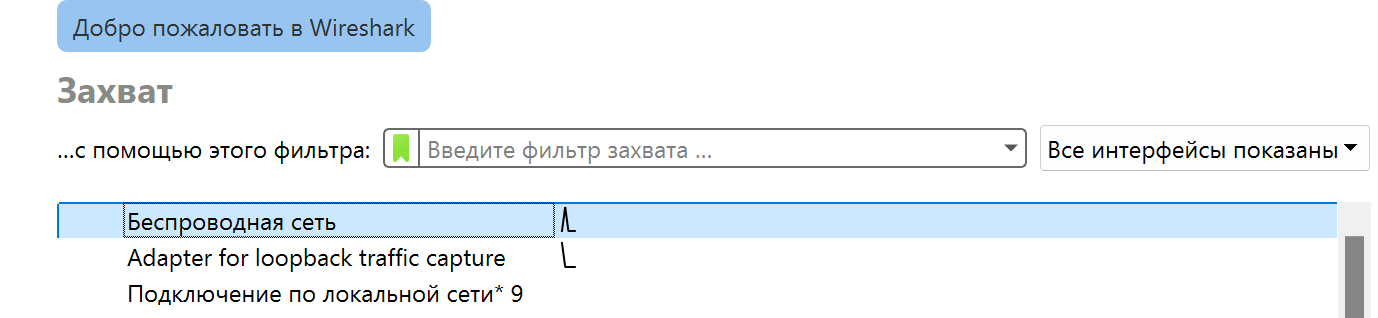 Добро пожаловать в Wireshark
Захват
...с помощью этого фильтра:
Введите фильтр захвата ...
Все интерфейсы показаны
Беспроводная сеть
Adapter for loopback traffic capture
Подключение по локальной сети* 9